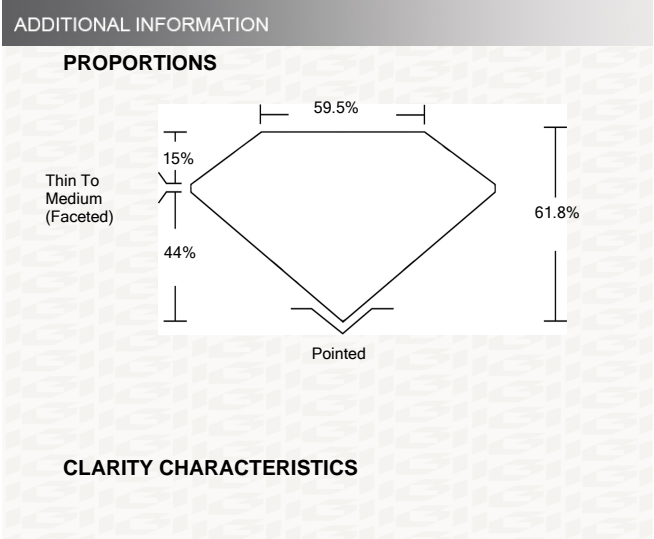 ADDITIONAL INFORMATION
PROPORTIONS
59.5%
15%
Thin To
Medium
(Faceted)
61.8%
44%
Pointed
CLARITY CHARACTERISTICS